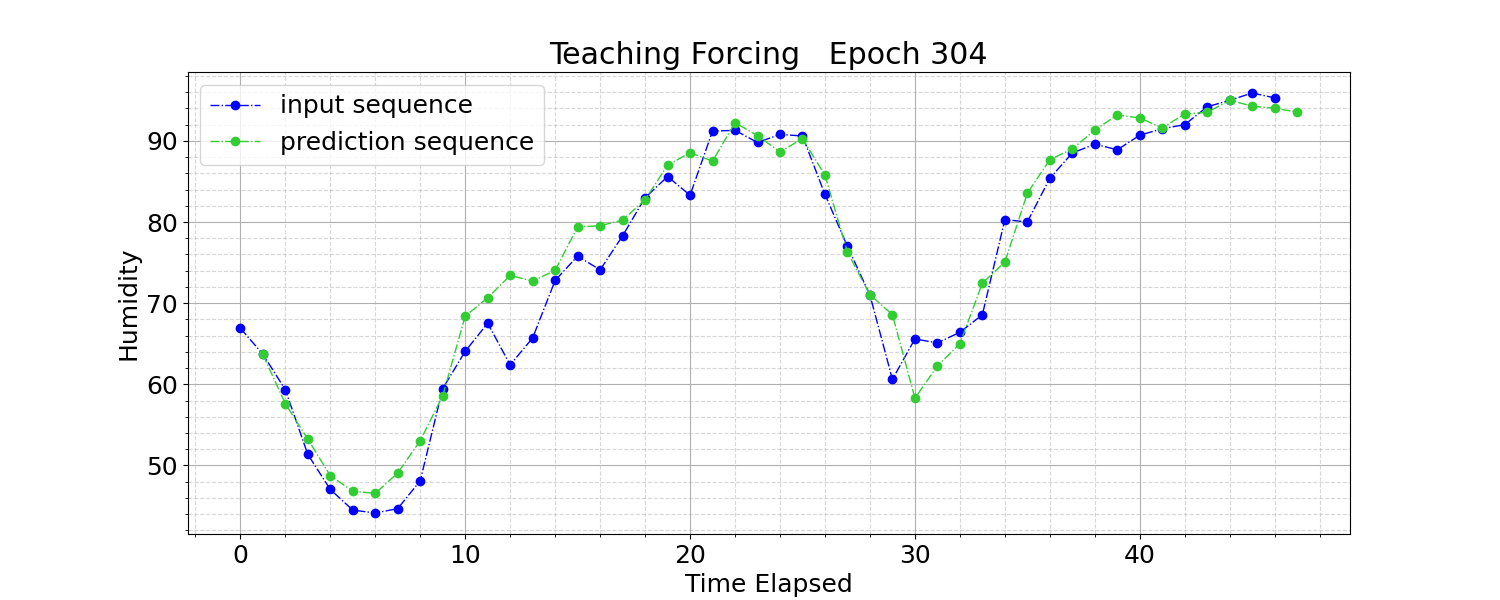 Teaching Forcing   Epoch 304
input sequence
prediction sequence
90
80
70
60
50
Humidity
0 10 20 30 40
Time Elapsed